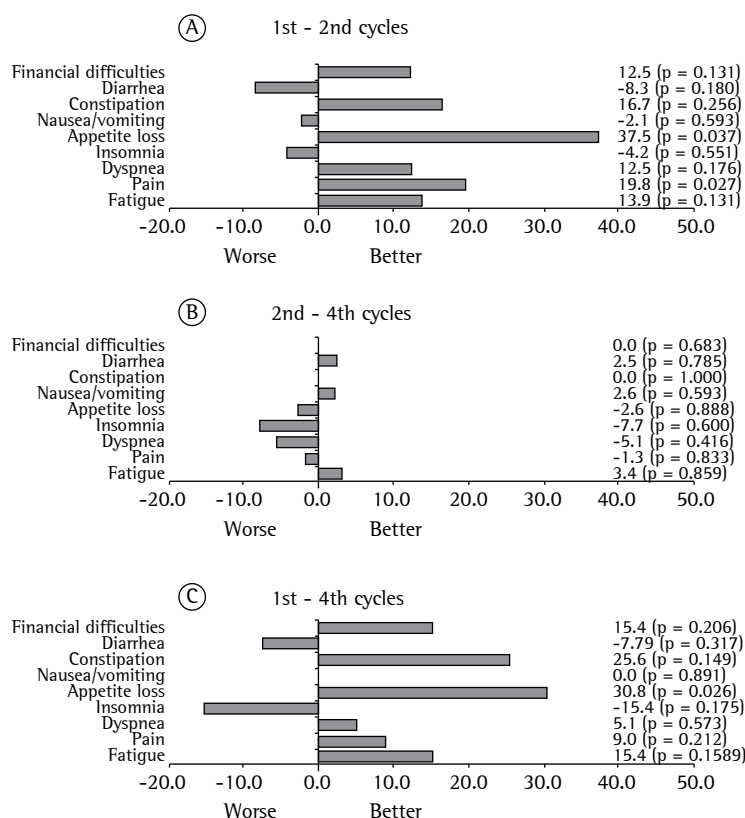 A 1st - 2nd cycles
Financial difficulties 12.5 (p = 0.131)
Diarrhea -8.3 (p = 0.180)
Constipation 16.7 (p = 0.256)
Nausea/vomiting -2.1 (p = 0.593)
Appetite loss 37.5 (p = 0.037)
Insomnia -4.2 (p = 0.551)
Dyspnea 12.5 (p = 0.176)
Pain 19.8 (p = 0.027)
Fatigue 13.9 (p = 0.131)
-20.0 -10.0 0.0 10.0 20.0 30.0 40.0 50.0
Worse Better
B 2nd - 4th cycles
Financial difficulties 0.0 (p = 0.683)
Diarrhea 2.5 (p = 0.785)
Constipation 0.0 (p = 1.000)
Nausea/vomiting 2.6 (p = 0.593)
Appetite loss -2.6 (p = 0.888)
Insomnia -7.7 (p = 0.600)
Dyspnea -5.1 (p = 0.416)
Pain -1.3 (p = 0.833)
Fatigue 3.4 (p = 0.859)
-20.0 -10.0 0.0 10.0 20.0 30.0 40.0 50.0
Worse Better
C 1st - 4th cycles
Financial difficulties 15.4 (p = 0.206)
Diarrhea -7.79 (p = 0.317)
Constipation 25.6 (p = 0.149)
Nausea/vomiting 0.0 (p = 0.891)
Appetite loss 30.8 (p = 0.026)
Insomnia -15.4 (p = 0.175)
Dyspnea 5.1 (p = 0.573)
Pain 9.0 (p = 0.212)
Fatigue 15.4 (p = 0.1589)
-20.0 -10.0 0.0 10.0 20.0 30.0 40.0 50.0
Worse Better